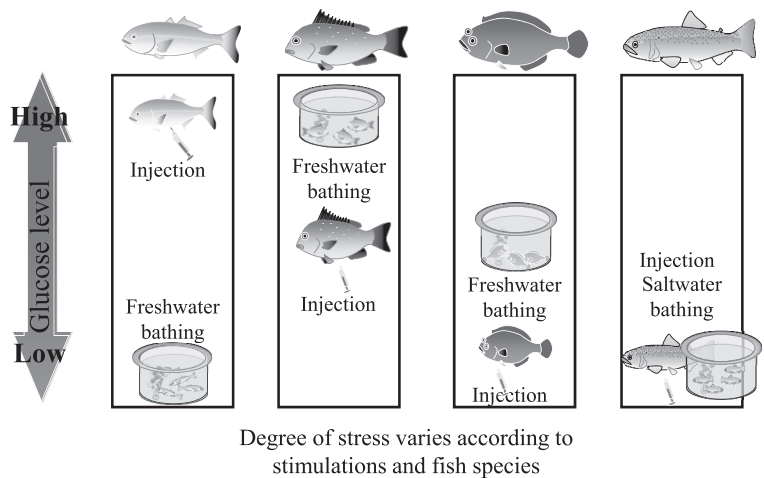 High
Glucose level
Low
Injection
Freshwater
bathing
Freshwater
bathing
Injection
Freshwater
bathing
Injection
Injection
Saltwater
bathing
Degree of stress varies according to
stimulations and fish species